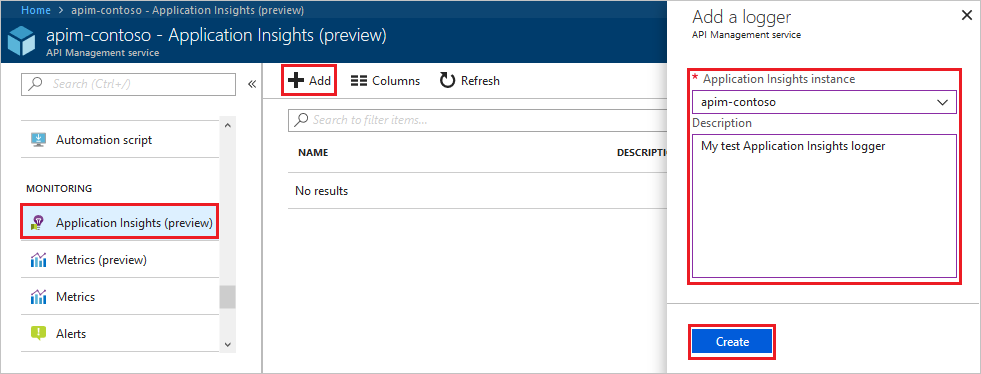 Home > apim-contoso - Application Insights (preview)
apim-contoso - Application Insights (preview)
API Management service
Search (Ctrl+/)
«
Automation script
MONITORING
Application Insights (preview)
Metrics (preview)
Metrics
Alerts
Add
Columns
Refresh
Search to filter items...
NAME
DESCRIPTIO
No results
Add a logger
API Management service
* Application Insights instance
apim-contoso
Description
My test Application Insights logger
Create